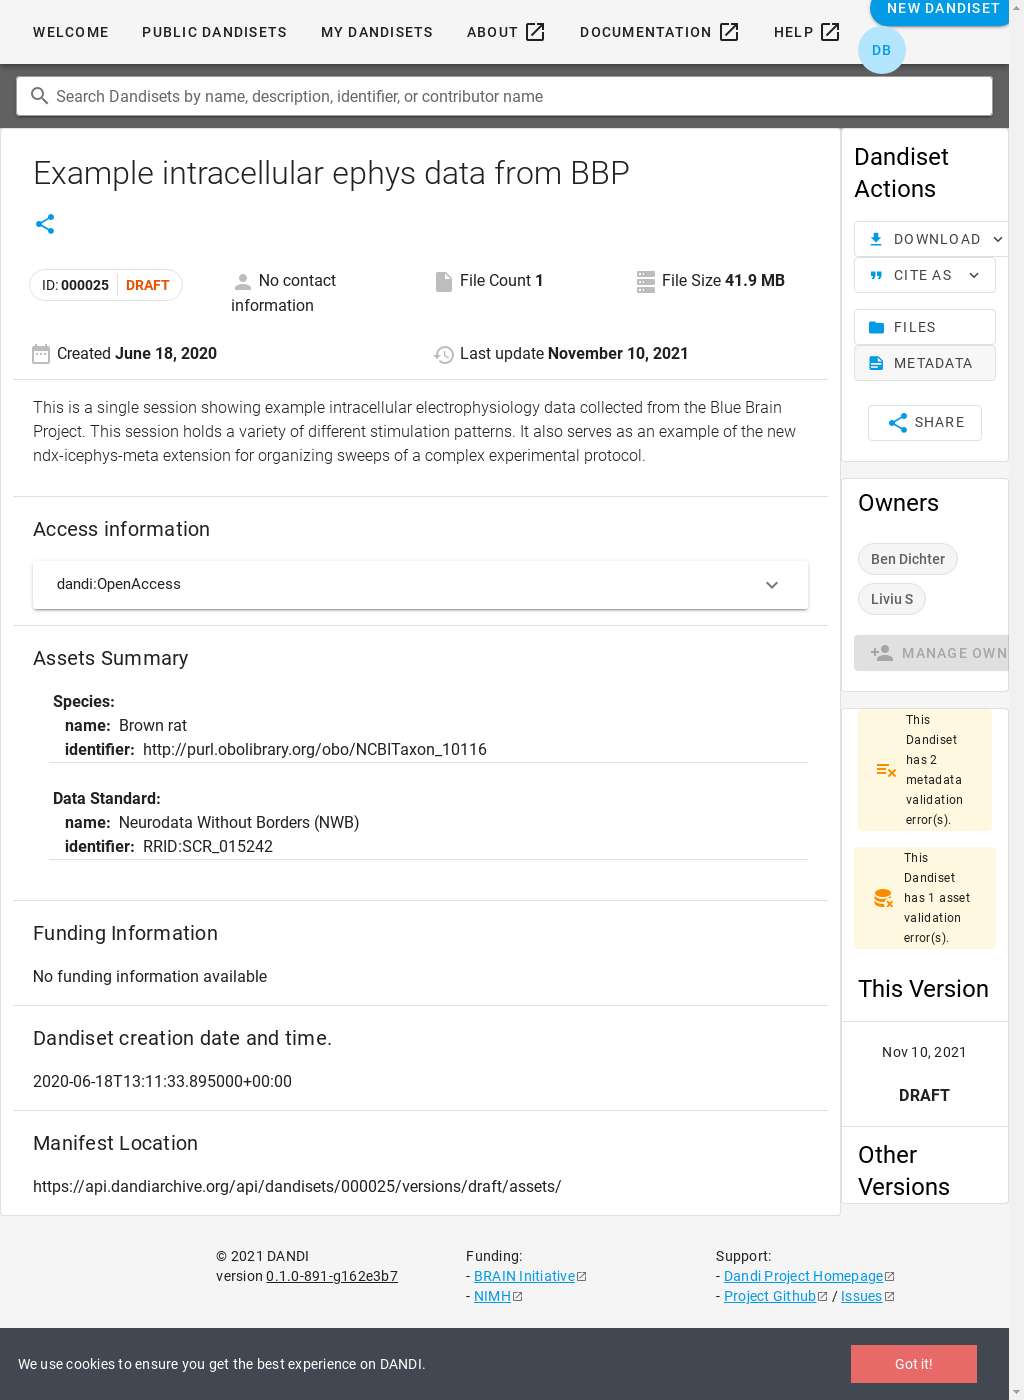 WELCOME
PUBLIC DANDISETS
MY DANDISETS
ABOUT
DOCUMENTATION
HELP
NEW DANDISET
DB
Search Dandisets by name, description, identifier, or contributor name
Example intracellular ephys data from BBP
ID: 000025 DRAFT
No contact
information
File Count 1
File Size 41.9 MB
Created June 18, 2020
Last update November 10, 2021
This is a single session showing example intracellular electrophysiology data collected from the Blue Brain
Project. This session holds a variety of different stimulation patterns. It also serves as an example of the new
ndx-icephys-meta extension for organizing sweeps of a complex experimental protocol.
Access information
dandi:OpenAccess
Assets Summary
Species:
name: Brown rat
identifier: http://purl.obolibrary.org/obo/NCBITaxon_10116
Data Standard:
name: Neurodata Without Borders (NWB)
identifier: RRID:SCR_015242
Funding Information
No funding information available
Dandiset creation date and time.
2020-06-18T13:11:33.895000+00:00
Manifest Location
https://api.dandiarchive.org/api/dandisets/000025/versions/draft/assets/
Dandiset
Actions
DOWNLOAD
CITE AS
FILES
METADATA
SHARE
Owners
Ben Dichter
Liviu S
MANAGE OWN
This
Dandiset
has 2
metadata
validation
error(s).
This
Dandiset
has 1 asset
validation
error(s).
This Version
Nov 10, 2021
DRAFT
Other
Versions
© 2021 DANDI
version 0.1.0-891-g162e3b7
Funding:
- BRAIN Initiative
- NIMH
Support:
- Dandi Project Homepage
- Project Github / Issues
We use cookies to ensure you get the best experience on DANDI.
Got it!